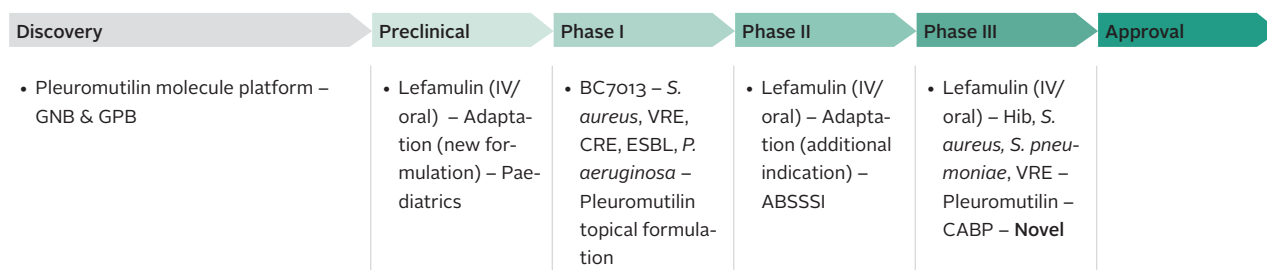 Discovery
Preclinical
Phase I
Phase II
Phase III
Approval
• Pleuromutilin molecule platform –
GNB & GPB
• Lefamulin (IV/
oral) – Adapta-
tion (new for-
mulation) – Pae-
diatrics
• BC7013 – S.
aureus, VRE,
CRE, ESBL, P.
aeruginosa –
Pleuromutilin
topical formula-
tion
• Lefamulin (IV/
oral) – Adapta-
tion (additional
indication) –
ABSSSI
• Lefamulin (IV/
oral) – Hib, S.
aureus, S. pneu-
moniae, VRE –
Pleuromutilin –
CABP – Novel